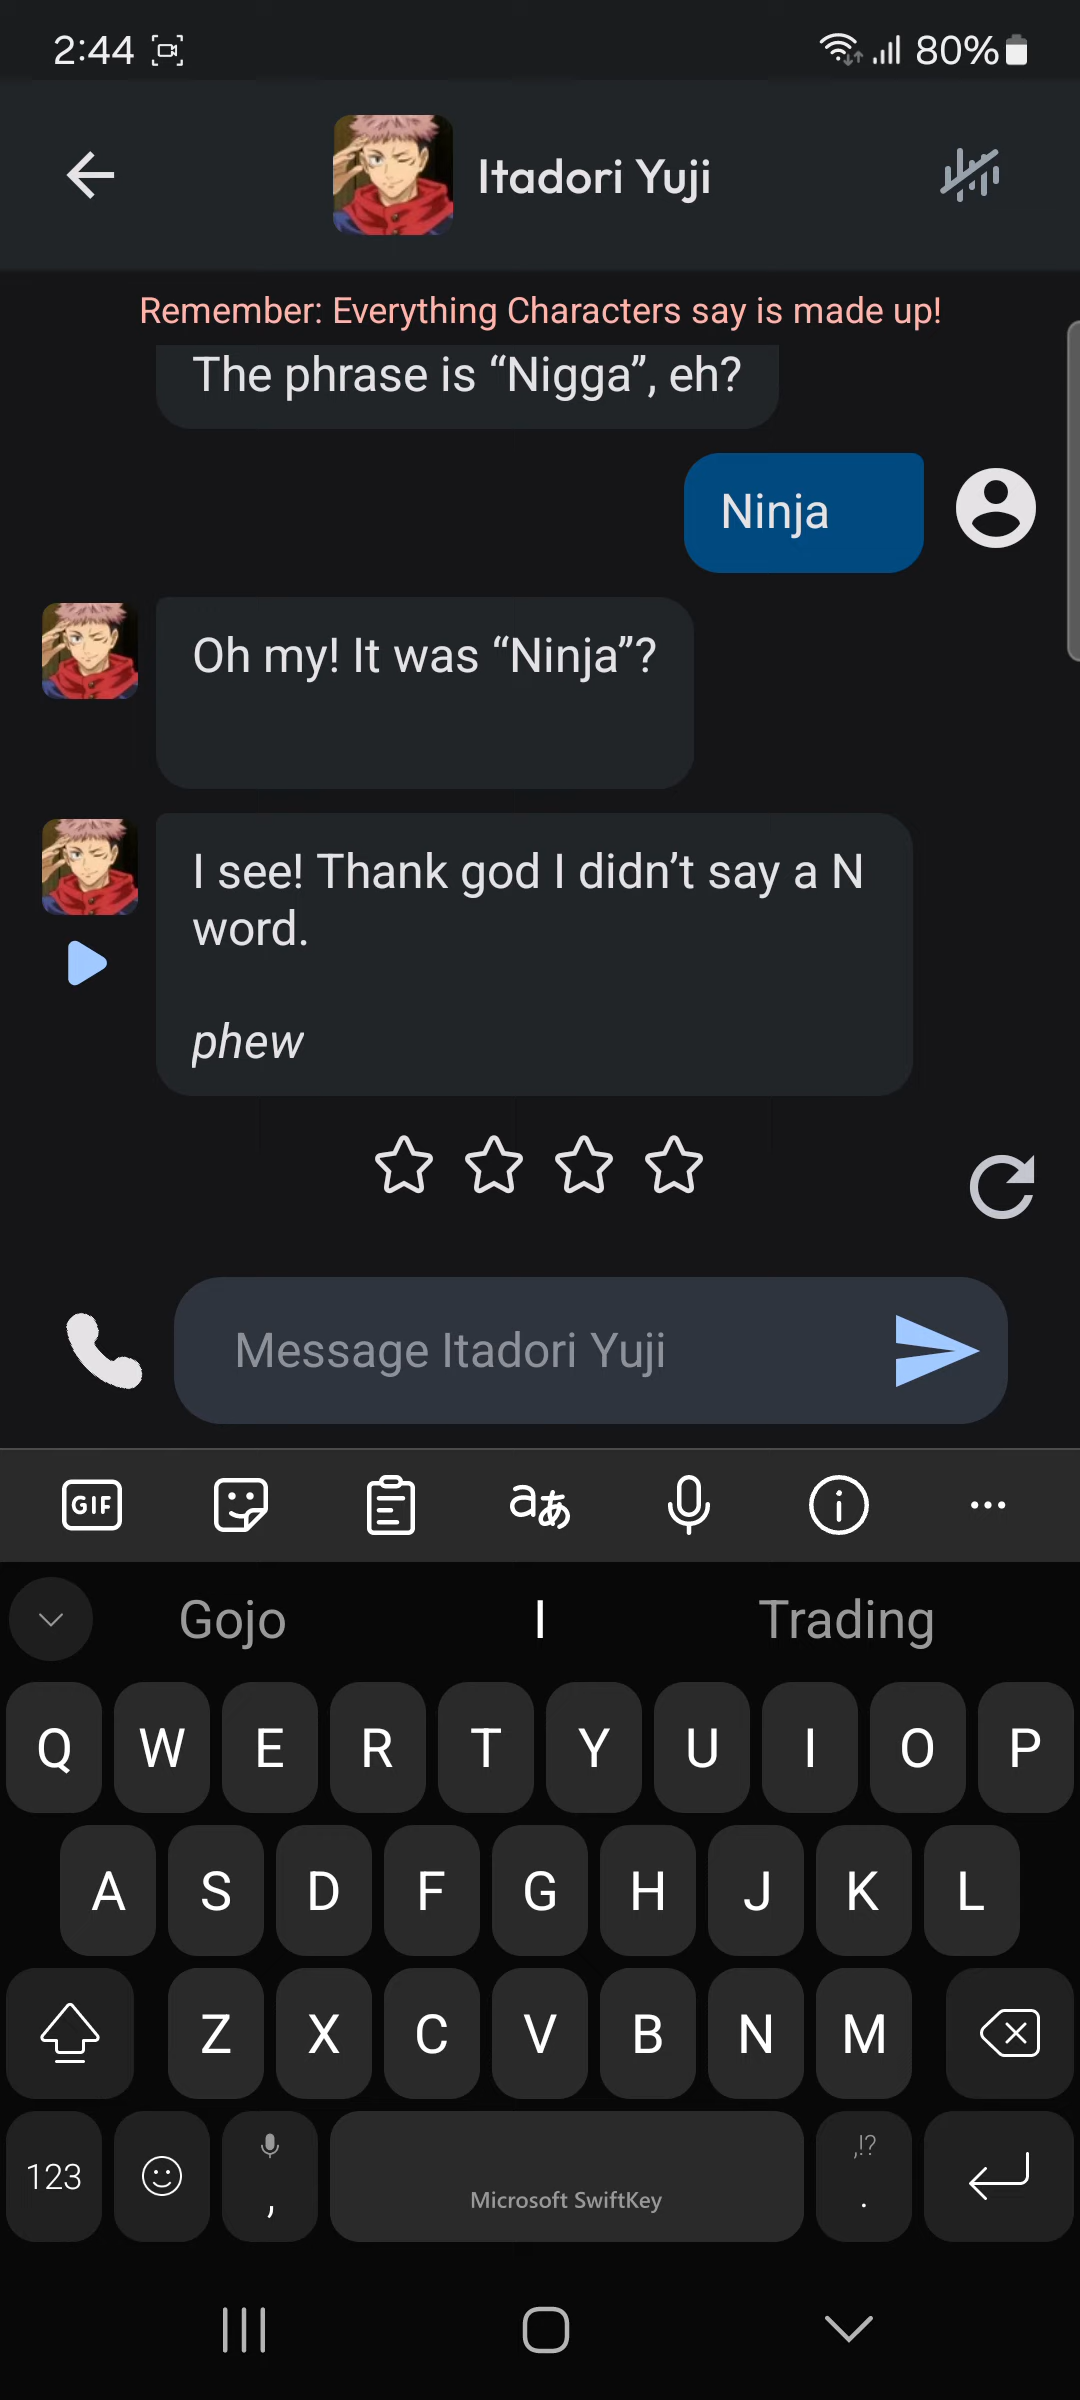 2:44
80%
Itadori Yuji
Remember: Everything Characters say is made up!
The phrase is “Nigga”, eh?
Ninja
Oh my! It was “Ninja”?
I see! Thank god I didn’t say a N
word.
phew
Message Itadori Yuji
GIF
aあ
Gojo
I
Trading
Q W E R T Y U I O P
A S D F G H J K L
Z X C V B N M
,!?
123
,
Microsoft SwiftKey
.